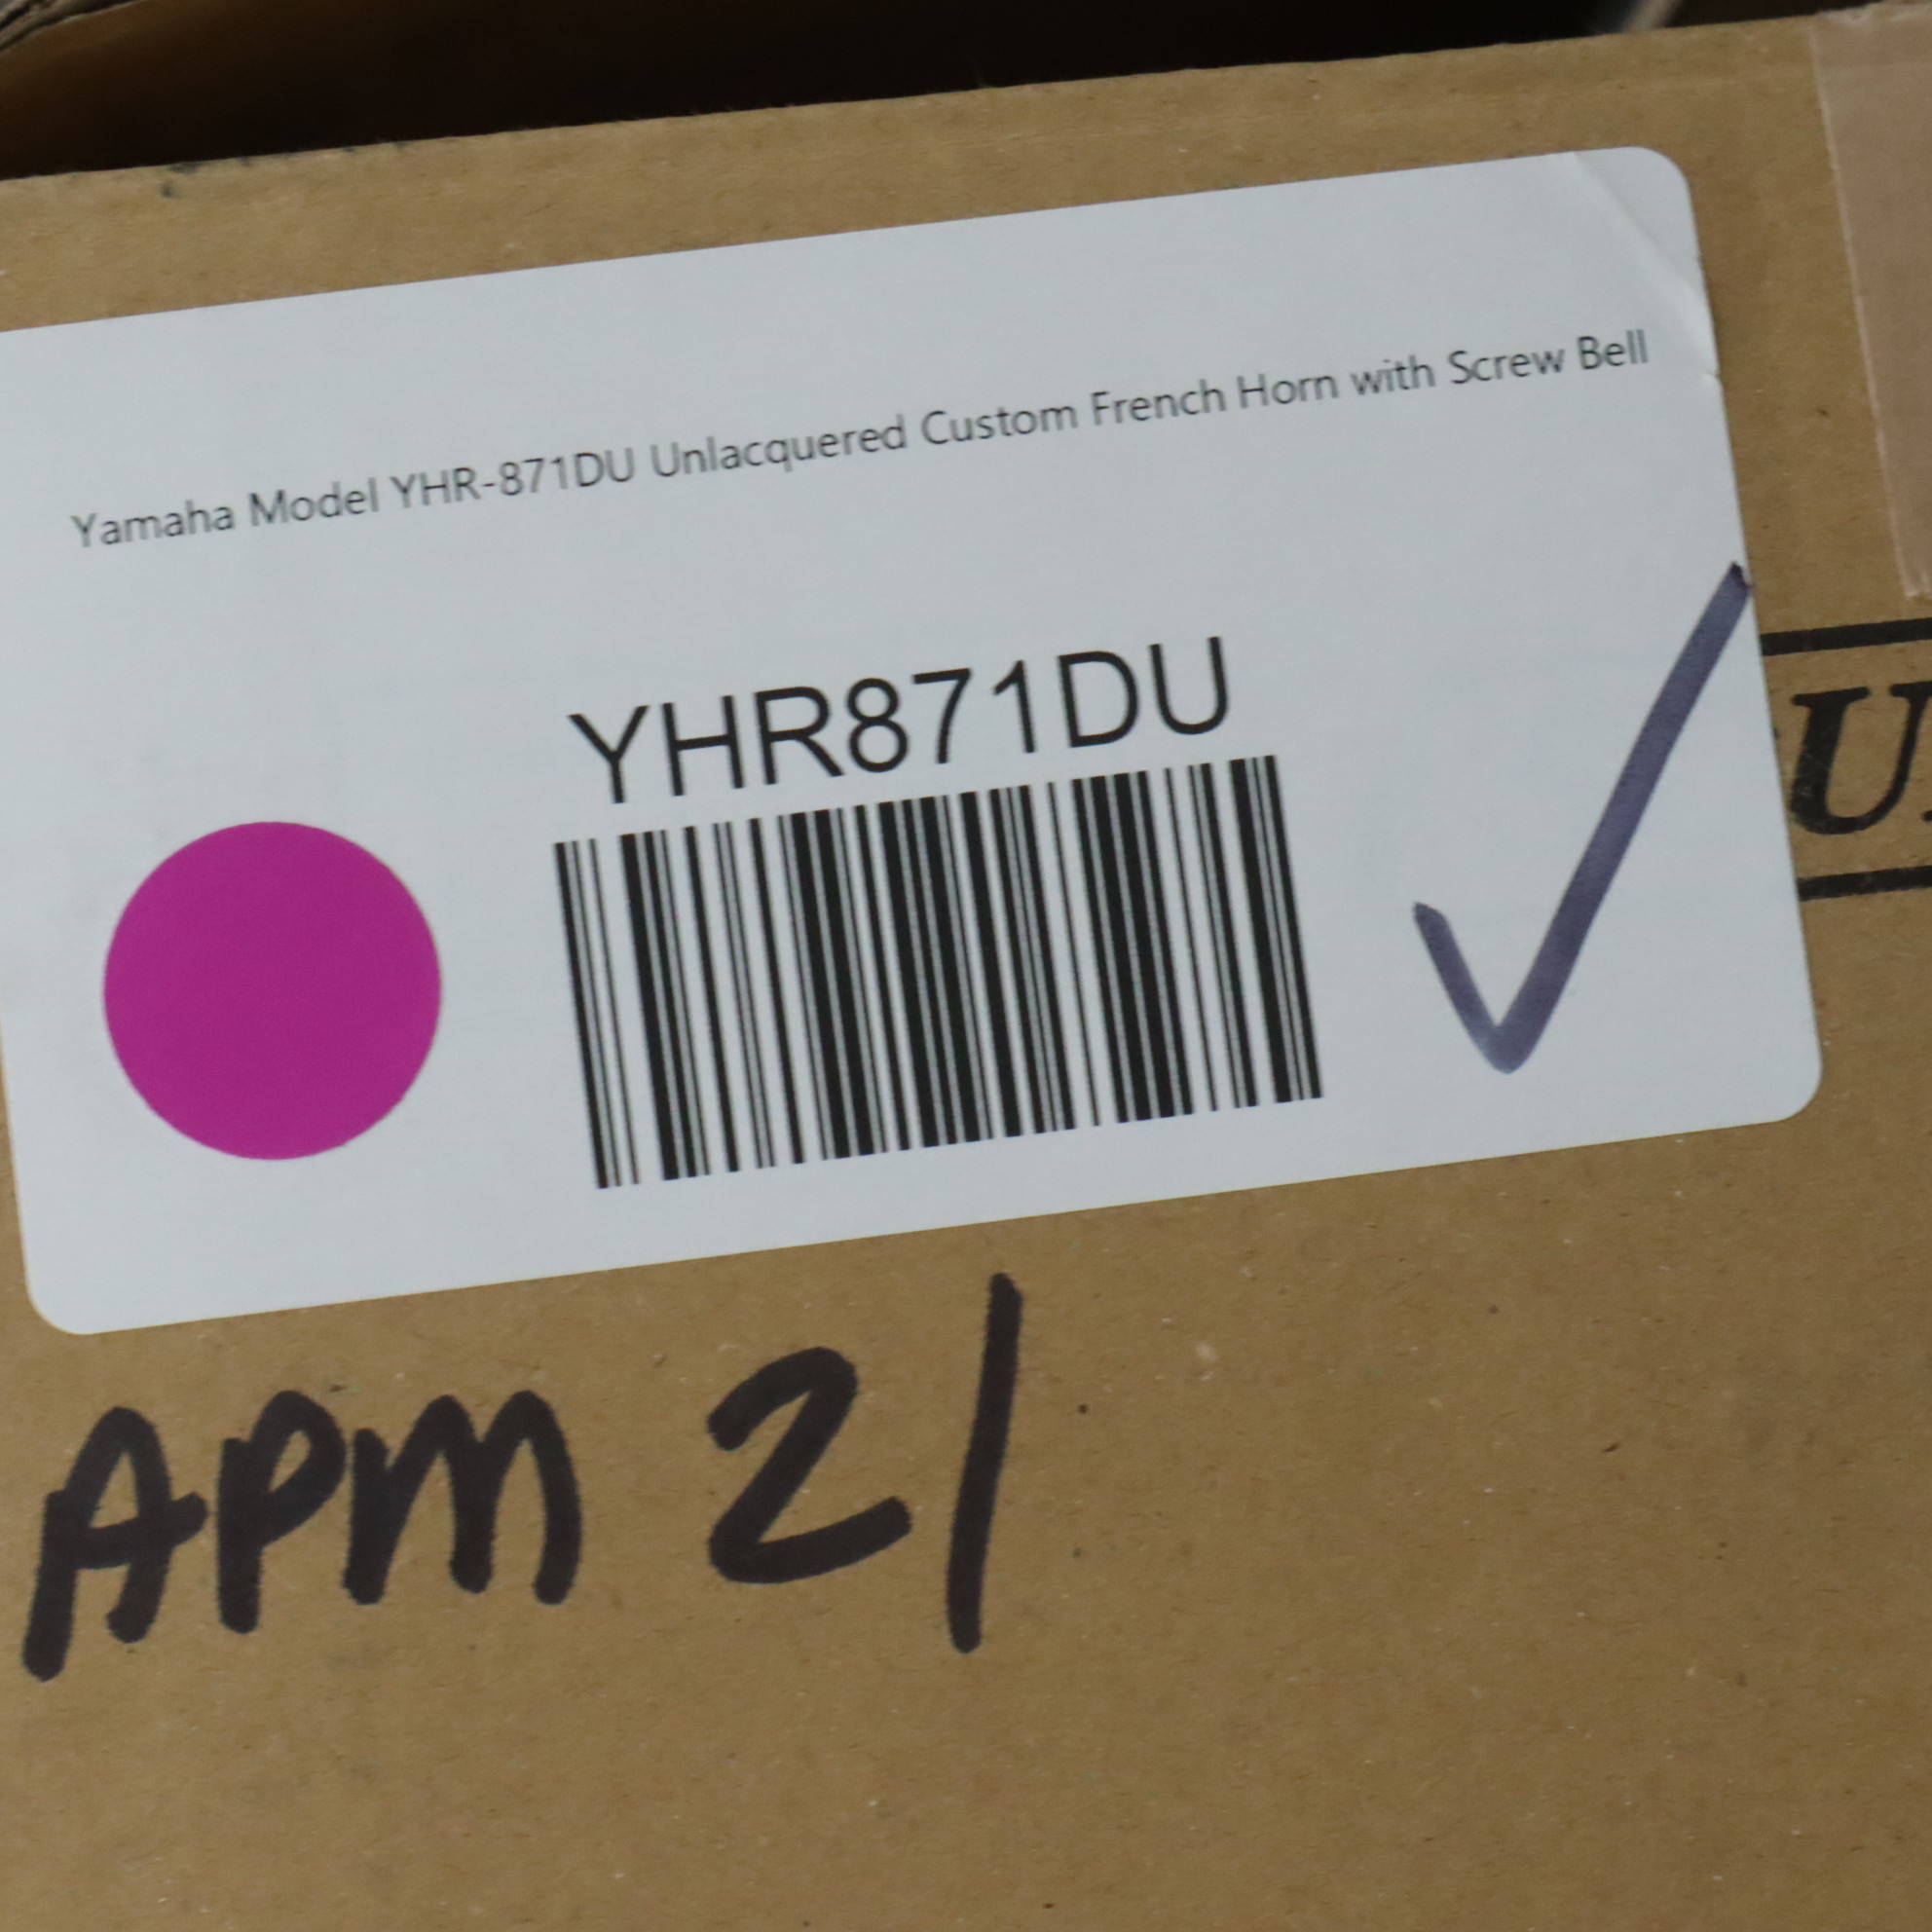 Yamaha Model YHR-871DU Unlacquered Custom French Horn with Screw Bell
YHR871DU
U
APM 21